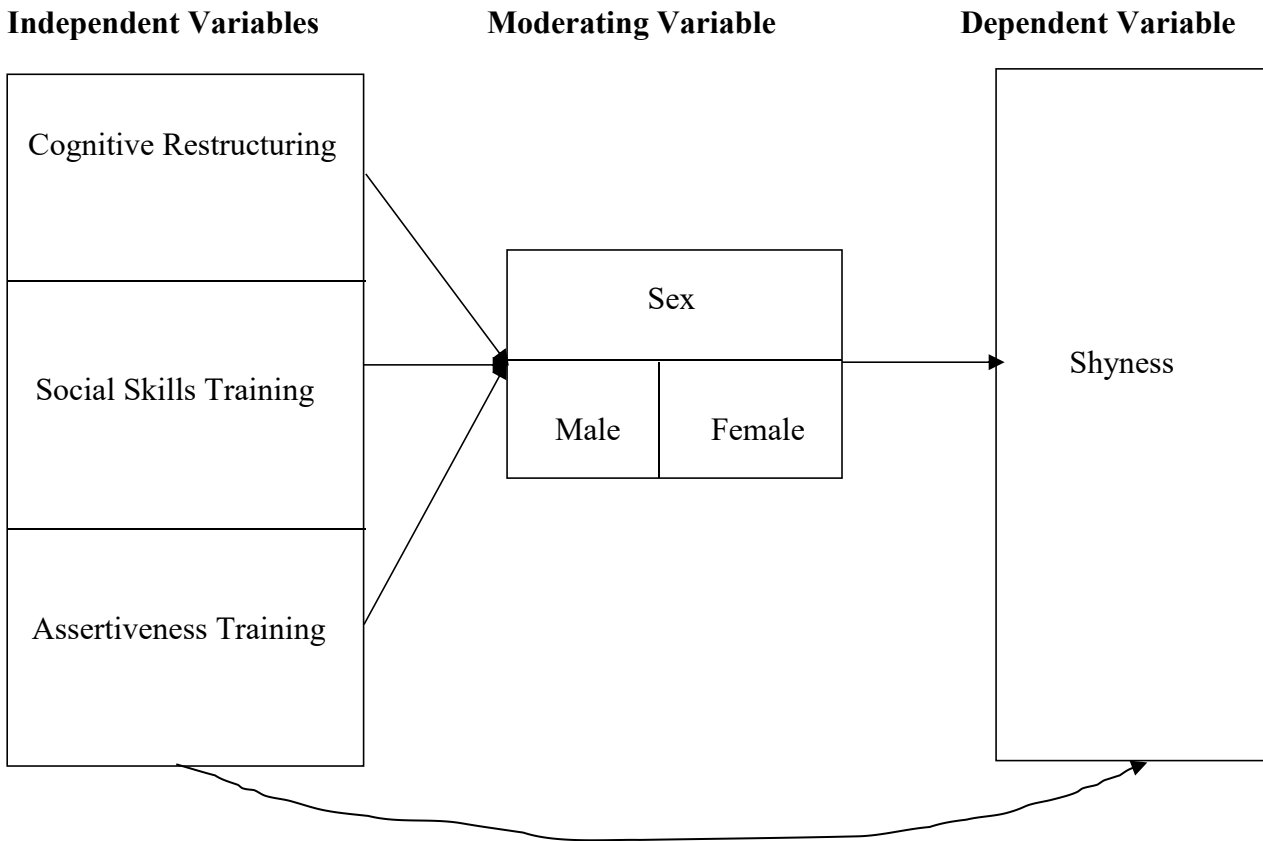 Independent Variables
Moderating Variable
Dependent Variable
Cognitive Restructuring
Social Skills Training
Assertiveness Training
Sex
Male
Female
Shyness